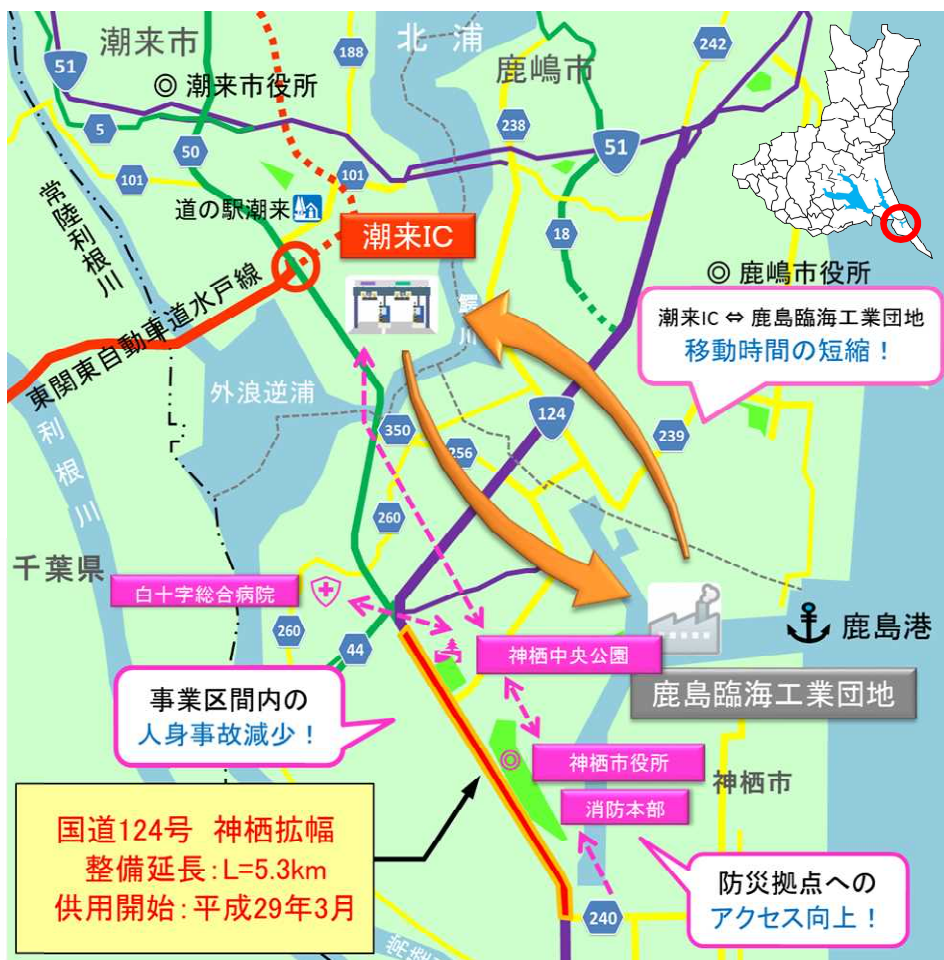 潮来市
北浦
鹿嶋市
51
188
242
◎ 潮来市役所
5
50
238
51
101
101
常陸利根川
道の駅潮来
潮来IC
18
◎ 鹿嶋市役所
東関東自動車道水戸線
潮来IC ⇔ 鹿島臨海工業団地
移動時間の短縮！
川
外浪逆浦
利根川
350
124
239
256
260
千葉県
白十字総合病院
鹿島港
260
44
神栖中央公園
鹿島臨海工業団地
事業区間内の
人身事故減少！
神栖市役所
神栖市
消防本部
国道124号 神栖拡幅
整備延長：L=5.3km
供用開始：平成29年3月
防災拠点への
アクセス向上！
240
常陸